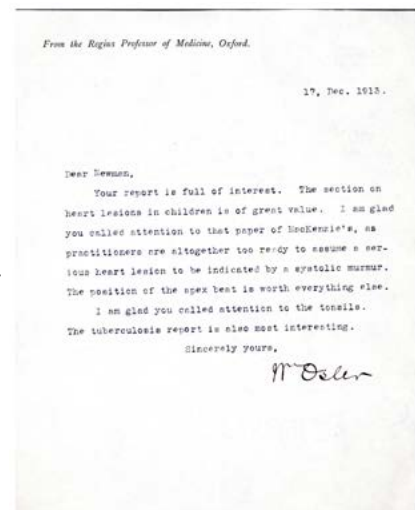 From the Regius Professor of Medicine, Oxford.
17, Dec. 1913.
Dear Newman,
Your report is full of interest. The section on
heart lesions in children is of great value. I am glad
you called attention to that paper of MacKenzie's, as
practitioners are altogether too ready to assume a ser-
ious heart lesion to be indicated by a systolic murmur.
The position of the apex beat is worth everything else.
I am glad you called attention to the tonsils.
The tuberculosis report is also most interesting.
Sincerely yours,
Wm Osler